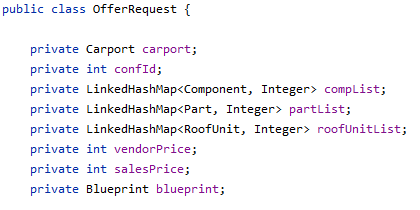 public class OfferRequest {
private Carport carport;
private int confId;
private LinkedHashMap<Component, Integer> compList;
private LinkedHashMap<Part, Integer> partList;
private LinkedHashMap<RoofUnit, Integer> roofUnitList;
private int vendorPrice;
private int salesPrice;
private Blueprint blueprint;